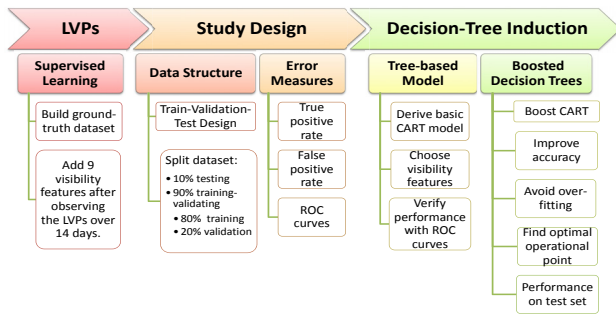 LVPs
Study Design
Decision-Tree Induction
Supervised
Learning
Build ground-
truth dataset
Add 9
visibility
features after
observing
the LVPs over
14 days.
Data Structure
Train-Validation-
Test Design
Split dataset:
• 10% testing
• 90% training-
validating
• 80% training
• 20% validation
Error
Measures
True
positive
rate
False
positive
rate
ROC
curves
Tree-based
Model
Derive basic
CART model
Choose
visibility
features
Verify
performance
with ROC
curves
Boosted
Decision Trees
Boost CART
Improve
accuracy
Avoid over-
fitting
Find optimal
operational
point
Performance
on test set